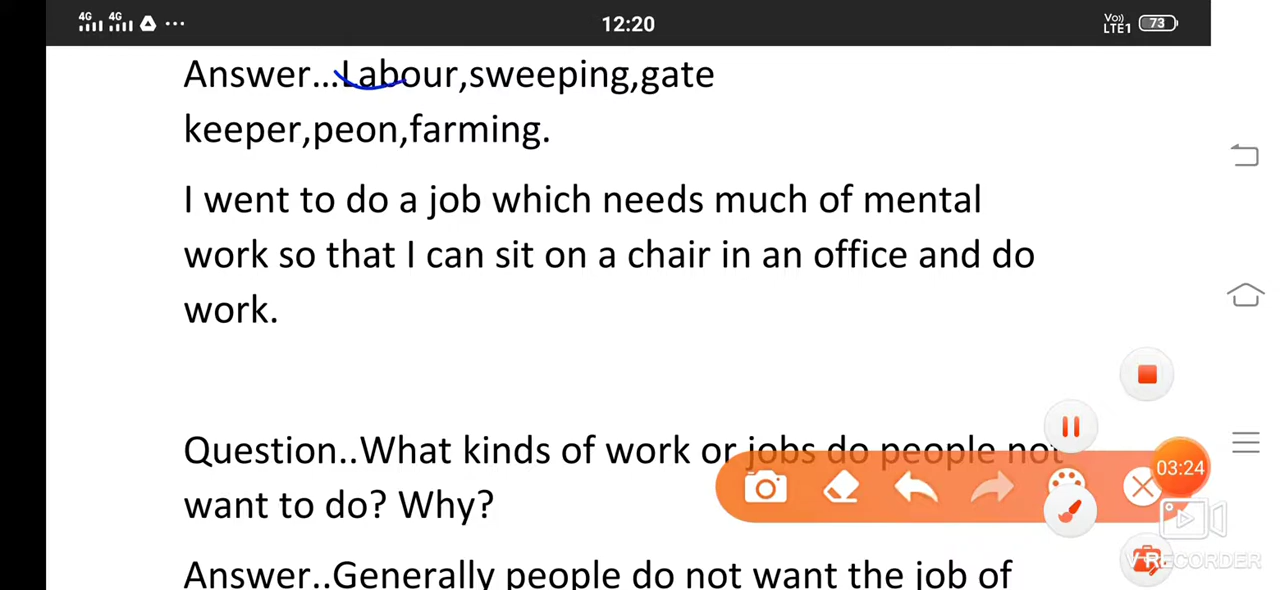 4G 4G ... 12:20 Vo)) LTE1 73
Answer...Labour,sweeping,gate
keeper,peon,farming.
I went to do a job which needs much of mental
work so that I can sit on a chair in an office and do
work.
Question..What kinds of work or jobs do people not
want to do? Why?
03:24
VRECORDER
Answer..Generally people do not want the job of